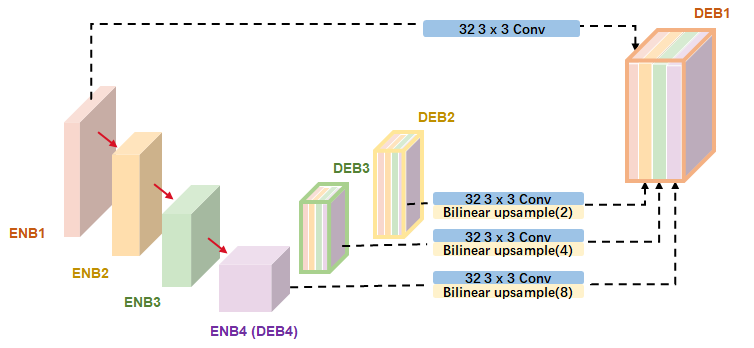 DEB1
32 3 x 3 Conv
DEB2
DEB3
32 3 x 3 Conv
Bilinear upsample(2)
ENB1
32 3 x 3 Conv
Bilinear upsample(4)
ENB2
32 3 x 3 Conv
Bilinear upsample(8)
ENB3
ENB4 (DEB4)